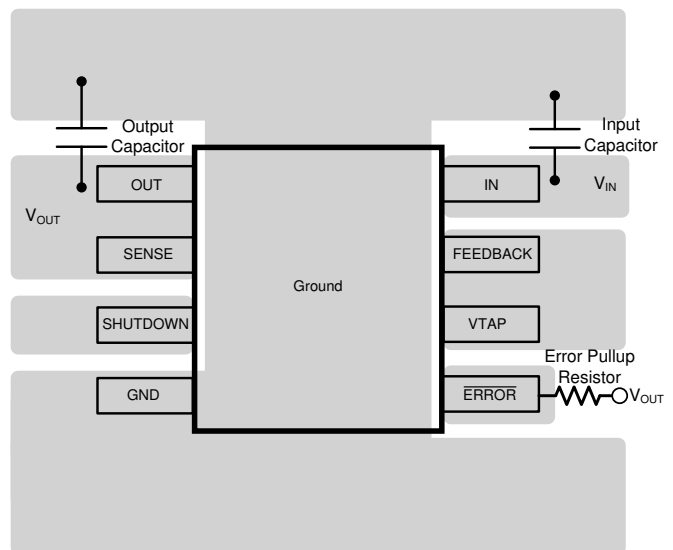 Output
Capacitor
Input
Capacitor
OUT
IN
V_IN
V_OUT
SENSE
FEEDBACK
Ground
SHUTDOWN
VTAP
Error Pullup
Resistor
GND
ERROR
V_OUT